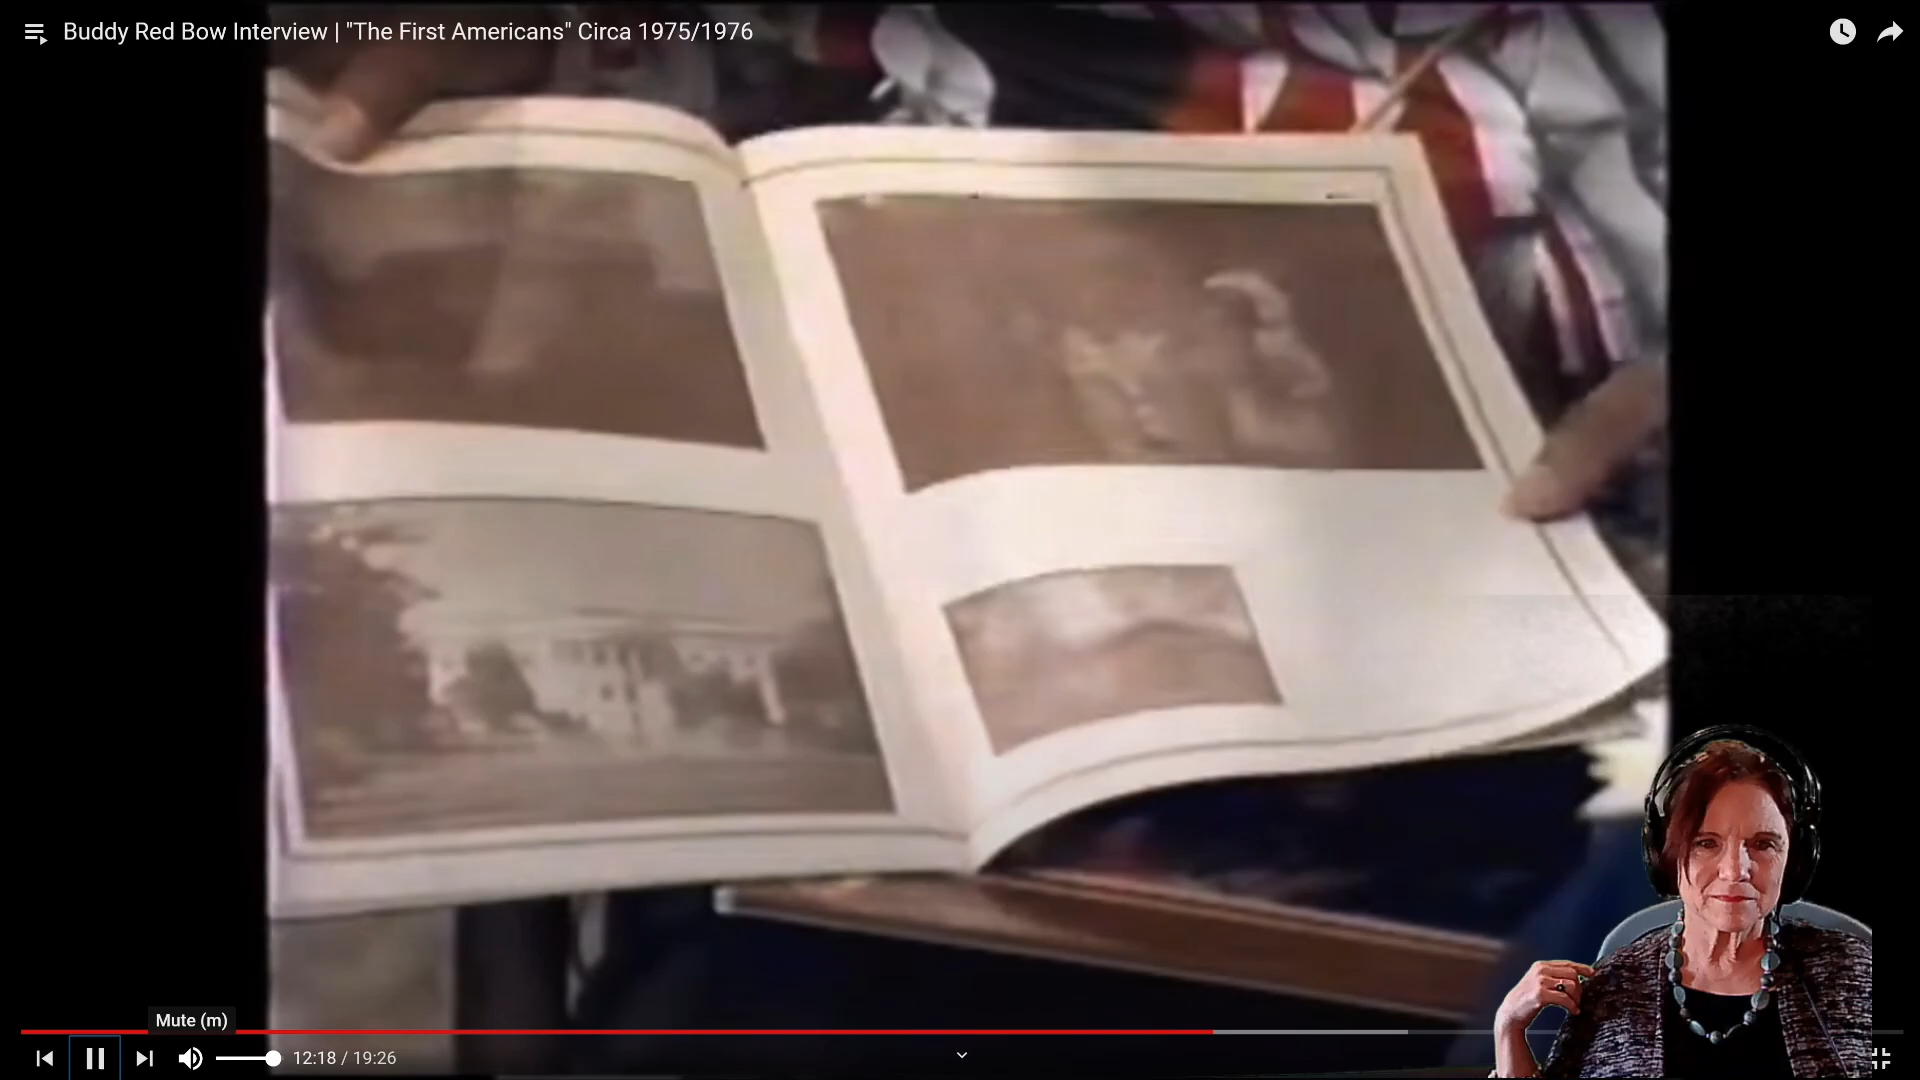 Buddy Red Bow Interview | "The First Americans" Circa 1975/1976
Mute (m)
12:18 / 19:26